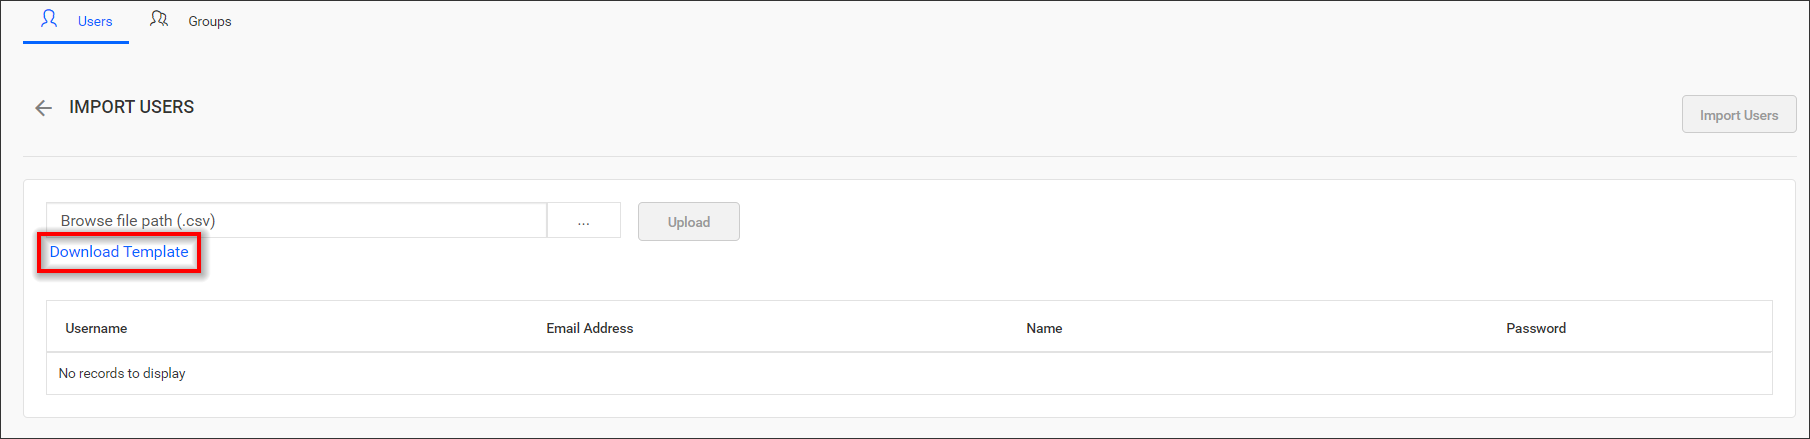 Users Groups
IMPORT USERS
Import Users
Browse file path (.csv) ... Upload
Download Template
Username Email Address Name Password
No records to display